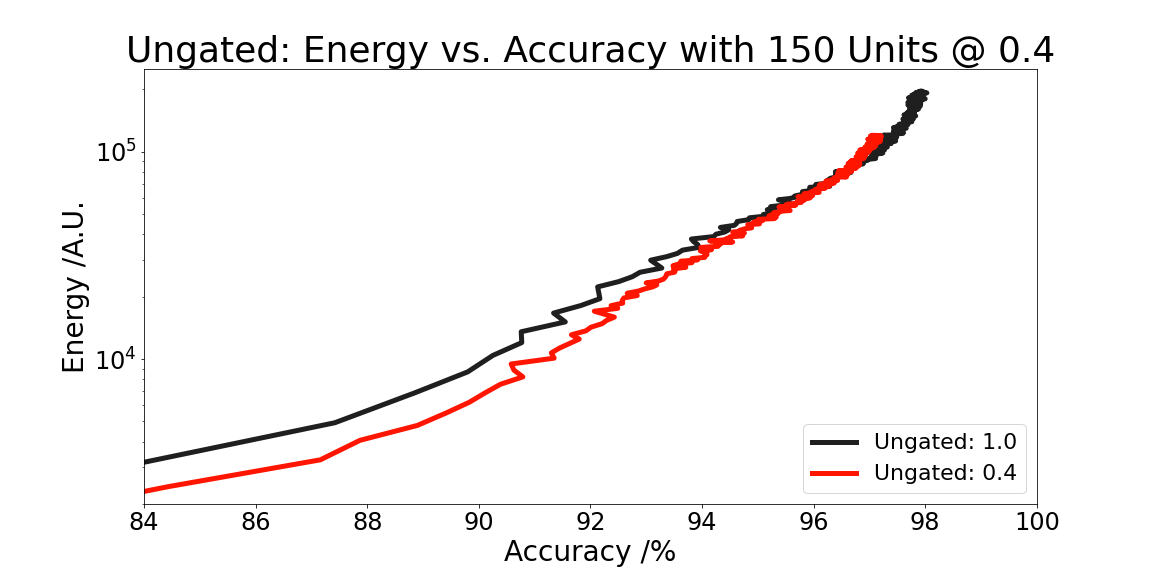 Ungated: Energy vs. Accuracy with 150 Units @ 0.4
10^5
10^4
Energy /A.U.
Ungated: 1.0
Ungated: 0.4
84 86 88 90 92 94 96 98 100
Accuracy /%